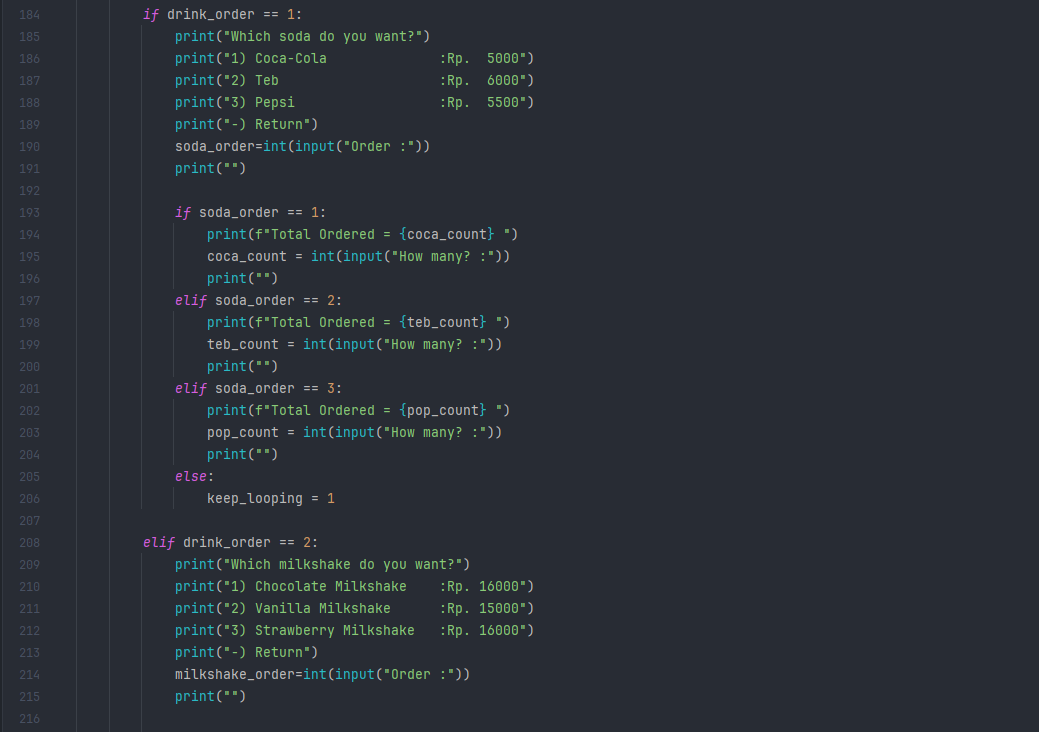 184 if drink_order == 1:
185 print("Which soda do you want?")
186 print("1) Coca-Cola              :Rp.  5000")
187 print("2) Teb                    :Rp.  6000")
188 print("3) Pepsi                  :Rp.  5500")
189 print("-) Return")
190 soda_order=int(input("Order :"))
191 print("")
192
193 if soda_order == 1:
194 print(f"Total Ordered = {coca_count} ")
195 coca_count = int(input("How many? :"))
196 print("")
197 elif soda_order == 2:
198 print(f"Total Ordered = {teb_count} ")
199 teb_count = int(input("How many? :"))
200 print("")
201 elif soda_order == 3:
202 print(f"Total Ordered = {pop_count} ")
203 pop_count = int(input("How many? :"))
204 print("")
205 else:
206 keep_looping = 1
207
208 elif drink_order == 2:
209 print("Which milkshake do you want?")
210 print("1) Chocolate Milkshake    :Rp. 16000")
211 print("2) Vanilla Milkshake      :Rp. 15000")
212 print("3) Strawberry Milkshake   :Rp. 16000")
213 print("-) Return")
214 milkshake_order=int(input("Order :"))
215 print("")
216